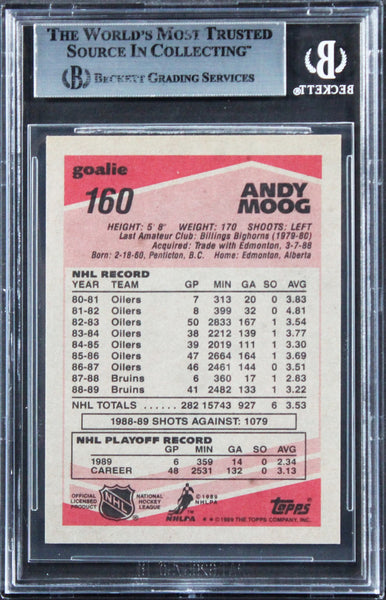 THE WORLD'S MOST TRUSTED
SOURCE IN COLLECTING™
BECKETT GRADING SERVICES
BECKETT
goalie
160
ANDY
MOOG
HEIGHT: 5' 8" WEIGHT: 170 SHOOTS: LEFT
Last Amateur Club: Billings Bighorns (1979-80)
Acquired: Trade with Edmonton, 3-7-88
Born: 2-18-60, Penticton, B.C. Home: Edmonton, Alberta
NHL RECORD
YEAR TEAM GP MIN GA SO AVG
80-81 Oilers 7 313 20 0 3.83
81-82 Oilers 8 399 32 0 4.81
82-83 Oilers 50 2833 167 1 3.54
83-84 Oilers 38 2212 139 1 3.77
84-85 Oilers 39 2019 111 1 3.30
85-86 Oilers 47 2664 164 1 3.69
86-87 Oilers 46 2461 144 0 3.51
87-88 Bruins 6 360 17 1 2.83
88-89 Bruins 41 2482 133 1 3.22
NHL TOTALS ..... 282 15743 927 6 3.53
1988-89 SHOTS AGAINST: 1079
NHL PLAYOFF RECORD
GP MIN GA SO AVG
1989 6 359 14 0 2.34
CAREER 48 2531 132 0 3.13
OFFICIAL LICENSED PRODUCT
NHL
NATIONAL HOCKEY LEAGUE
NHLPA
©1989 NHLPA
topps
**©1989 THE TOPPS COMPANY, INC.